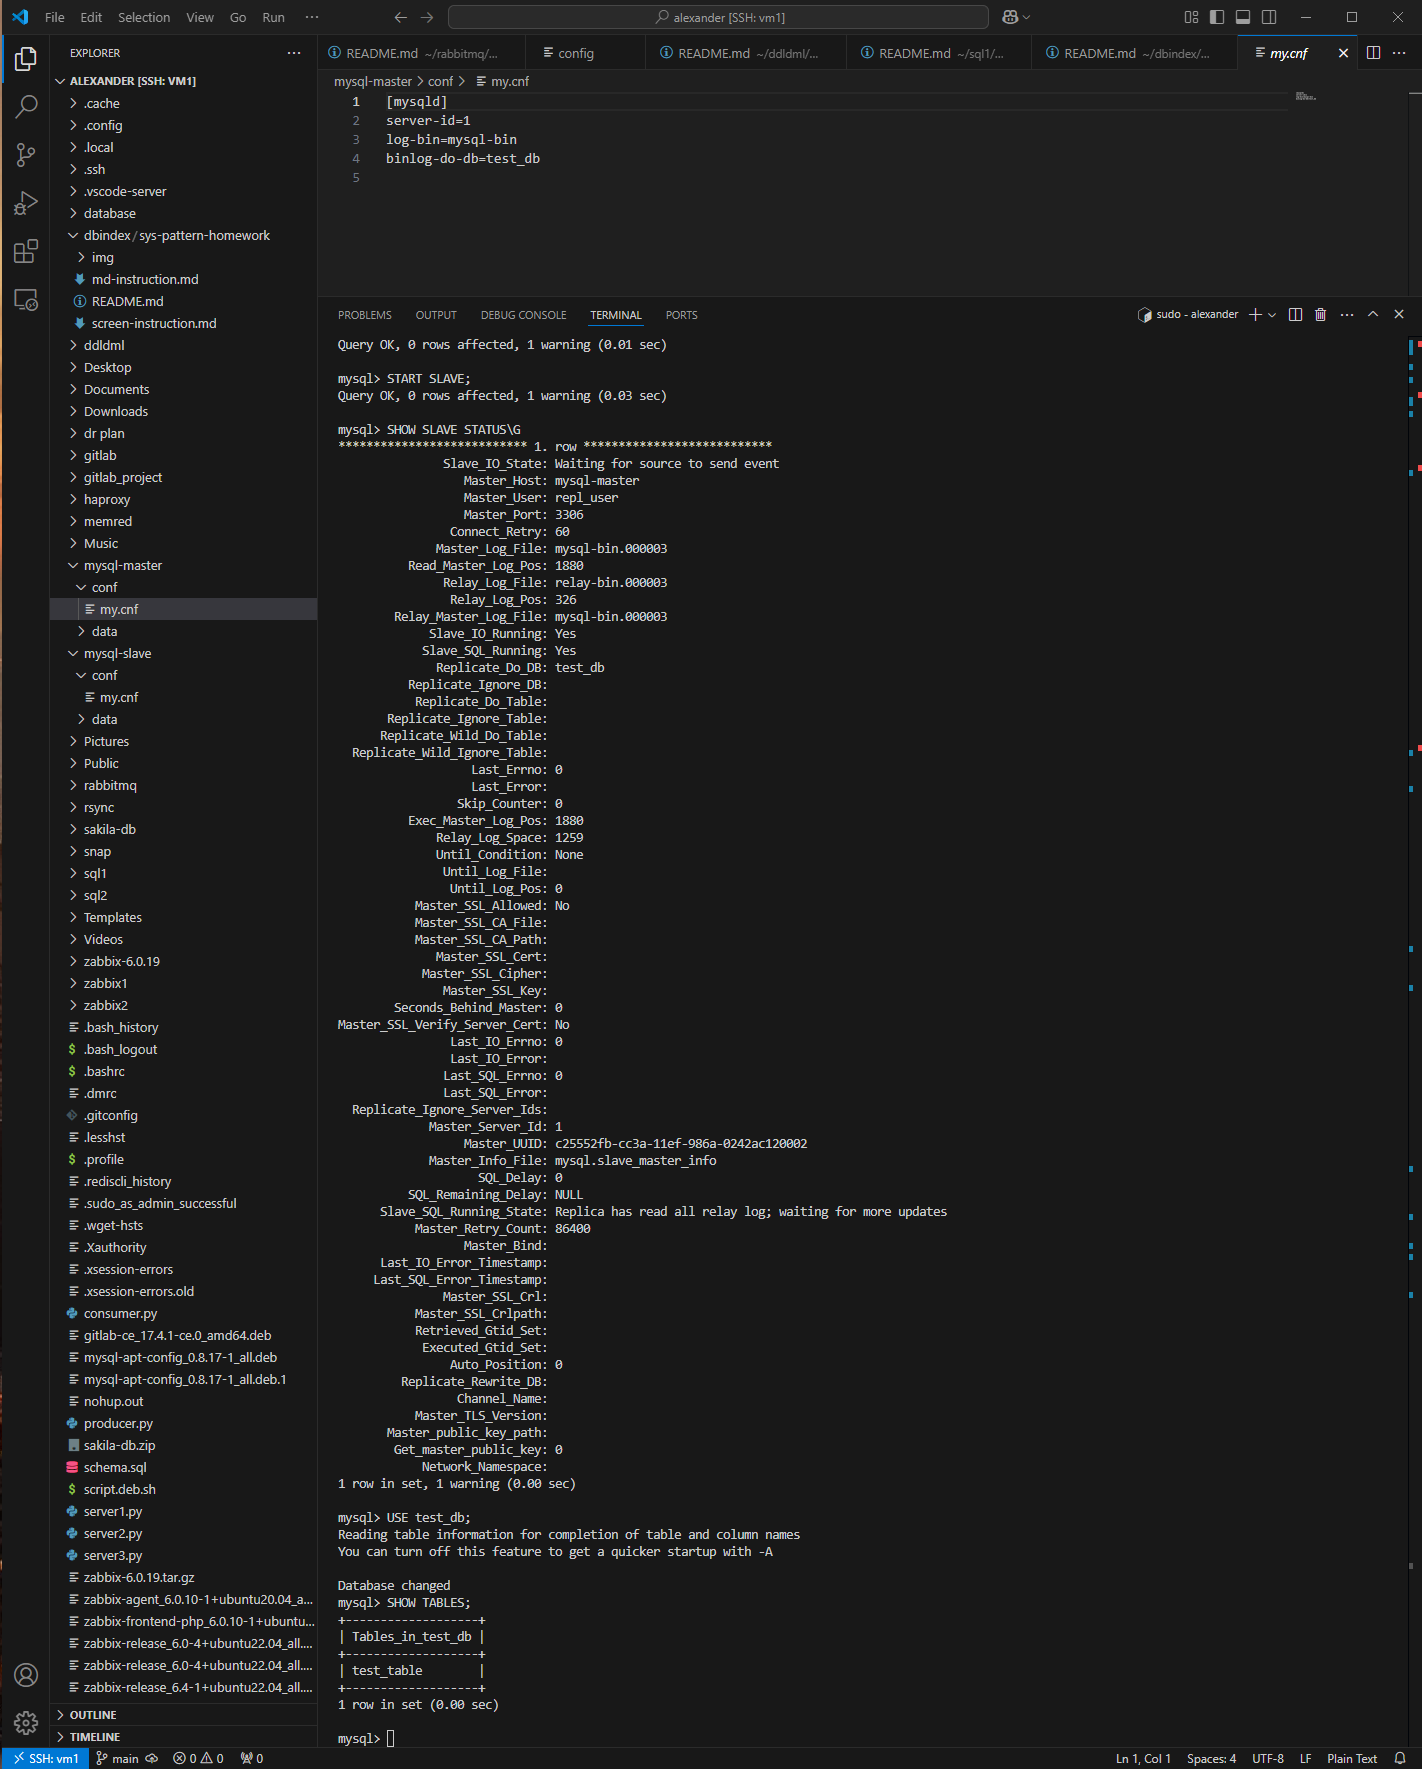 File Edit Selection View Go Run ··· alexander [SSH: vm1]
EXPLORER ···
README.md ~/rabbitmq/... config README.md ~/ddldml/... README.md ~/sql1/... README.md ~/dbindex/... my.cnf
ALEXANDER [SSH: VM1]
.cache
.config
.local
.ssh
.vscode-server
database
dbindex / sys-pattern-homework
img
md-instruction.md
README.md
screen-instruction.md
ddldml
Desktop
Documents
Downloads
dr plan
gitlab
gitlab_project
haproxy
memred
Music
mysql-master
conf
my.cnf
data
mysql-slave
conf
my.cnf
data
Pictures
Public
rabbitmq
rsync
sakila-db
snap
sql1
sql2
Templates
Videos
zabbix-6.0.19
zabbix1
zabbix2
.bash_history
.bash_logout
.bashrc
.dmrc
.gitconfig
.lesshst
.profile
.rediscli_history
.sudo_as_admin_successful
.wget-hsts
.Xauthority
.xsession-errors
.xsession-errors.old
consumer.py
gitlab-ce_17.4.1-ce.0_amd64.deb
mysql-apt-config_0.8.17-1_all.deb
mysql-apt-config_0.8.17-1_all.deb.1
nohup.out
producer.py
sakila-db.zip
schema.sql
script.deb.sh
server1.py
server2.py
server3.py
zabbix-6.0.19.tar.gz
zabbix-agent_6.0.10-1+ubuntu20.04_a...
zabbix-frontend-php_6.0.10-1+ubuntu...
zabbix-release_6.0-4+ubuntu22.04_all....
zabbix-release_6.0-4+ubuntu22.04_all....
zabbix-release_6.4-1+ubuntu22.04_all....
OUTLINE
TIMELINE
mysql-master > conf > my.cnf
1 [mysqld]
2 server-id=1
3 log-bin=mysql-bin
4 binlog-do-db=test_db
5
PROBLEMS OUTPUT DEBUG CONSOLE TERMINAL PORTS sudo - alexander
Query OK, 0 rows affected, 1 warning (0.01 sec)
mysql> START SLAVE;
Query OK, 0 rows affected, 1 warning (0.03 sec)
mysql> SHOW SLAVE STATUS\G
*************************** 1. row ***************************
Slave_IO_State: Waiting for source to send event
Master_Host: mysql-master
Master_User: repl_user
Master_Port: 3306
Connect_Retry: 60
Master_Log_File: mysql-bin.000003
Read_Master_Log_Pos: 1880
Relay_Log_File: relay-bin.000003
Relay_Log_Pos: 326
Relay_Master_Log_File: mysql-bin.000003
Slave_IO_Running: Yes
Slave_SQL_Running: Yes
Replicate_Do_DB: test_db
Replicate_Ignore_DB:
Replicate_Do_Table:
Replicate_Ignore_Table:
Replicate_Wild_Do_Table:
Replicate_Wild_Ignore_Table:
Last_Errno: 0
Last_Error:
Skip_Counter: 0
Exec_Master_Log_Pos: 1880
Relay_Log_Space: 1259
Until_Condition: None
Until_Log_File:
Until_Log_Pos: 0
Master_SSL_Allowed: No
Master_SSL_CA_File:
Master_SSL_CA_Path:
Master_SSL_Cert:
Master_SSL_Cipher:
Master_SSL_Key:
Seconds_Behind_Master: 0
Master_SSL_Verify_Server_Cert: No
Last_IO_Errno: 0
Last_IO_Error:
Last_SQL_Errno: 0
Last_SQL_Error:
Replicate_Ignore_Server_Ids:
Master_Server_Id: 1
Master_UUID: c25552fb-cc3a-11ef-986a-0242ac120002
Master_Info_File: mysql.slave_master_info
SQL_Delay: 0
SQL_Remaining_Delay: NULL
Slave_SQL_Running_State: Replica has read all relay log; waiting for more updates
Master_Retry_Count: 86400
Master_Bind:
Last_IO_Error_Timestamp:
Last_SQL_Error_Timestamp:
Master_SSL_Crl:
Master_SSL_Crlpath:
Retrieved_Gtid_Set:
Executed_Gtid_Set:
Auto_Position: 0
Replicate_Rewrite_DB:
Channel_Name:
Master_TLS_Version:
Master_public_key_path:
Get_master_public_key: 0
Network_Namespace:
1 row in set, 1 warning (0.00 sec)
mysql> USE test_db;
Reading table information for completion of table and column names
You can turn off this feature to get a quicker startup with -A
Database changed
mysql> SHOW TABLES;
+-------------------+
| Tables_in_test_db |
+-------------------+
| test_table |
+-------------------+
1 row in set (0.00 sec)
mysql>
SSH: vm1 main 0 0 0 Ln 1, Col 1 Spaces: 4 UTF-8 LF Plain Text